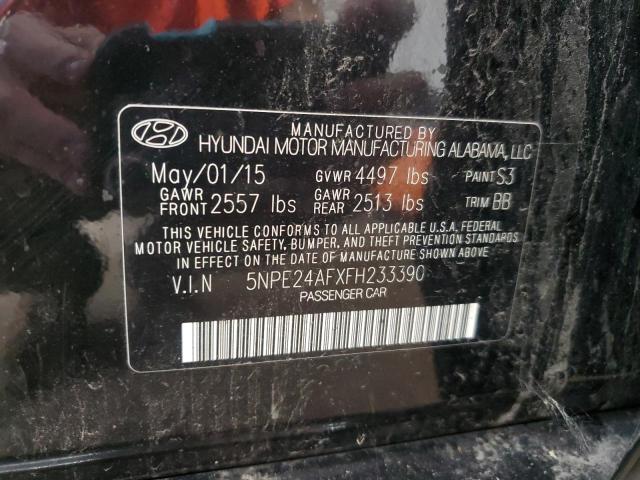 MANUFACTURED BY
HYUNDAI MOTOR MANUFACTURING ALABAMA, LLC
May/01/15 GVWR 4497 lbs PAINT S3
GAWR FRONT 2557 lbs GAWR REAR 2513 lbs TRIM BB
THIS VEHICLE CONFORMS TO ALL APPLICABLE U.S.A. FEDERAL
MOTOR VEHICLE SAFETY, BUMPER, AND THEFT PREVENTION STANDARDS
IN EFFECT ON THE DATE OF MANUFACTURE SHOWN ABOVE
V.I.N 5NPE24AFXFH233390
PASSENGER CAR